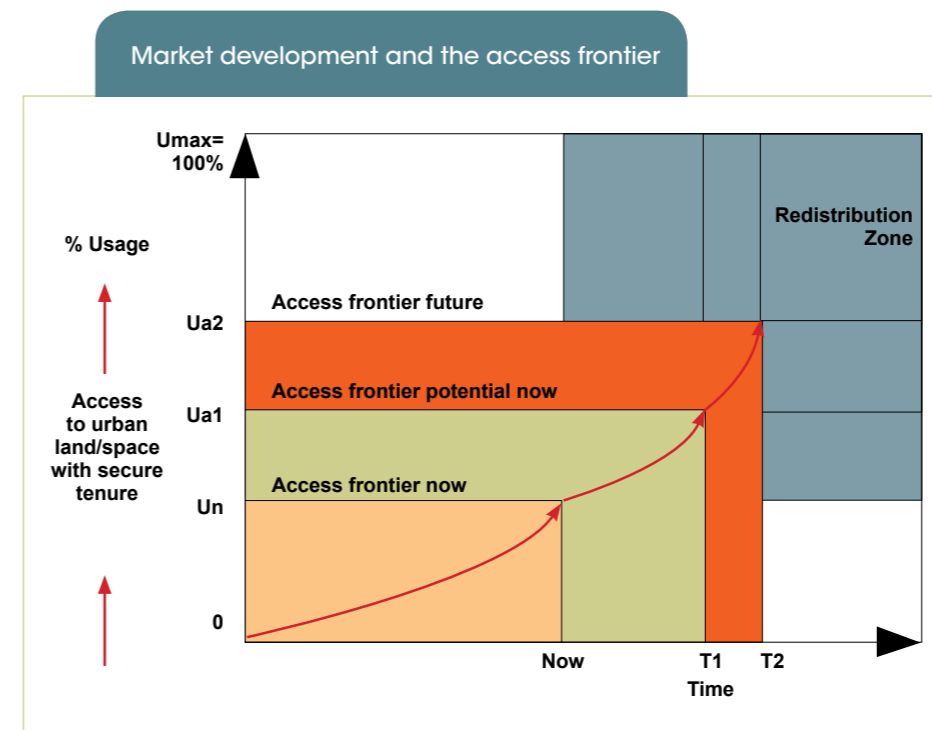 Market development and the access frontier
Umax=
100%
Redistribution
Zone
% Usage
Access frontier future
Ua2
Access frontier potential now
Access
to urban
land/space
with secure
tenure
Ua1
Access frontier now
Un
0
Now
T1
T2
Time